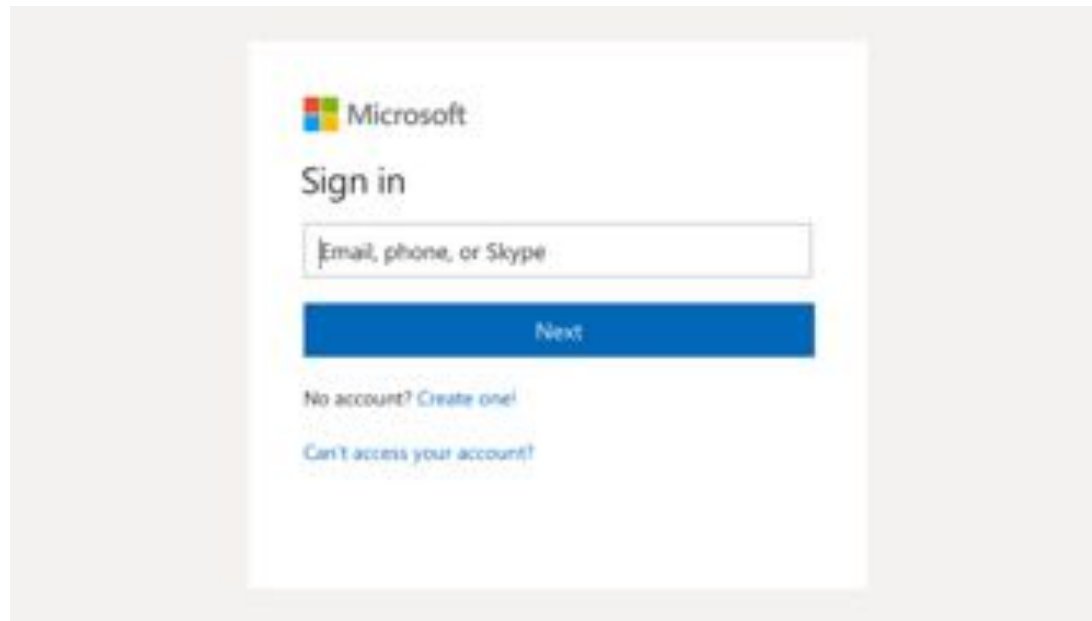 Microsoft
Sign in
Email, phone, or Skype
Next
No account? Create one!
Can't access your account?